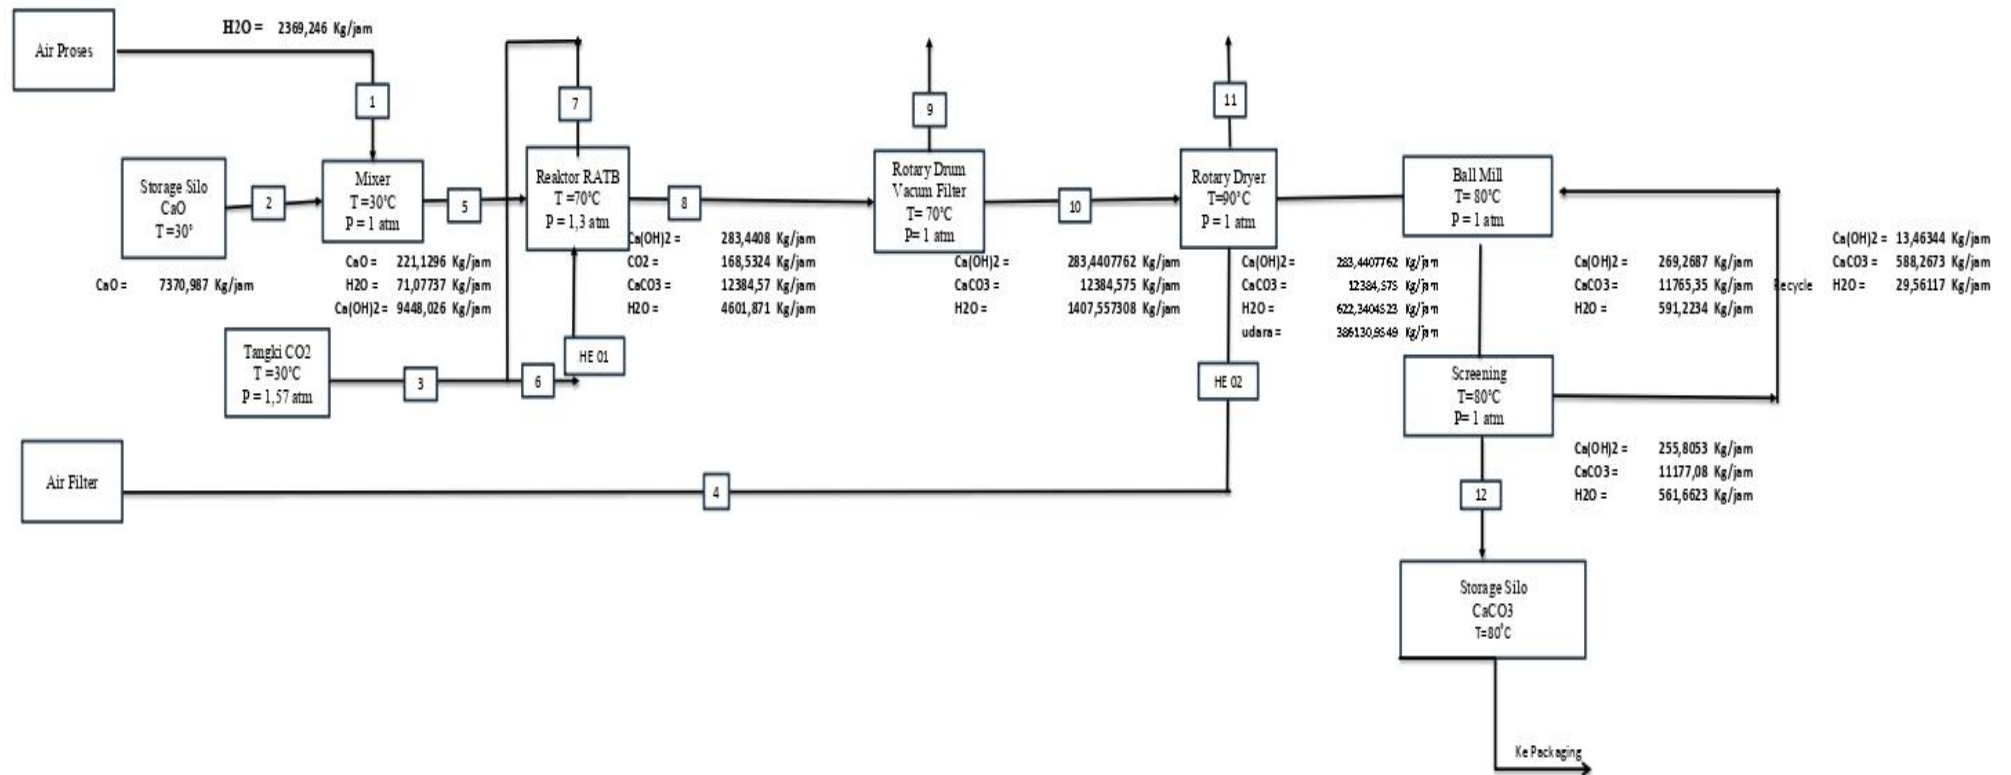 Air Proses
H2O = 2369,246 Kg/jam
1
Storage Silo
CaO
T =30°
CaO = 7370,987 Kg/jam
2
Mixer
T =30°C
P = 1 atm
5
CaO = 221,1296 Kg/jam
H2O = 71,07737 Kg/jam
Ca(OH)2 = 9448,026 Kg/jam
7
Reaktor RATB
T =70°C
P = 1,3 atm
8
Ca(OH)2 = 283,4408 Kg/jam
CO2 = 168,5324 Kg/jam
CaCO3 = 12384,57 Kg/jam
H2O = 4601,871 Kg/jam
9
Rotary Drum
Vacum Filter
T= 70°C
P= 1 atm
10
Ca(OH)2 = 283,4407762 Kg/jam
CaCO3 = 12384,575 Kg/jam
H2O = 1407,557308 Kg/jam
11
Rotary Dryer
T=90°C
P = 1 atm
Ca(OH)2 = 283,4407762 Kg/jam
CaCO3 = 12384,575 Kg/jam
H2O = 622,3404523 Kg/jam
udara = Kg/jam
Ball Mill
T= 80°C
P = 1 atm
Ca(OH)2 = 269,2687 Kg/jam
CaCO3 = 11765,35 Kg/jam
H2O = 591,2234 Kg/jam
Recycle
Ca(OH)2 = 13,46344 Kg/jam
CaCO3 = 588,2673 Kg/jam
H2O = 29,56117 Kg/jam
Tangki CO2
T =30°C
P = 1,57 atm
3
6
HE 01
HE 02
Screening
T=80°C
P= 1 atm
Ca(OH)2 = 255,8053 Kg/jam
CaCO3 = 11177,08 Kg/jam
H2O = 561,6623 Kg/jam
Air Filter
4
12
Storage Silo
CaCO3
T=80°C
Ke Packaging